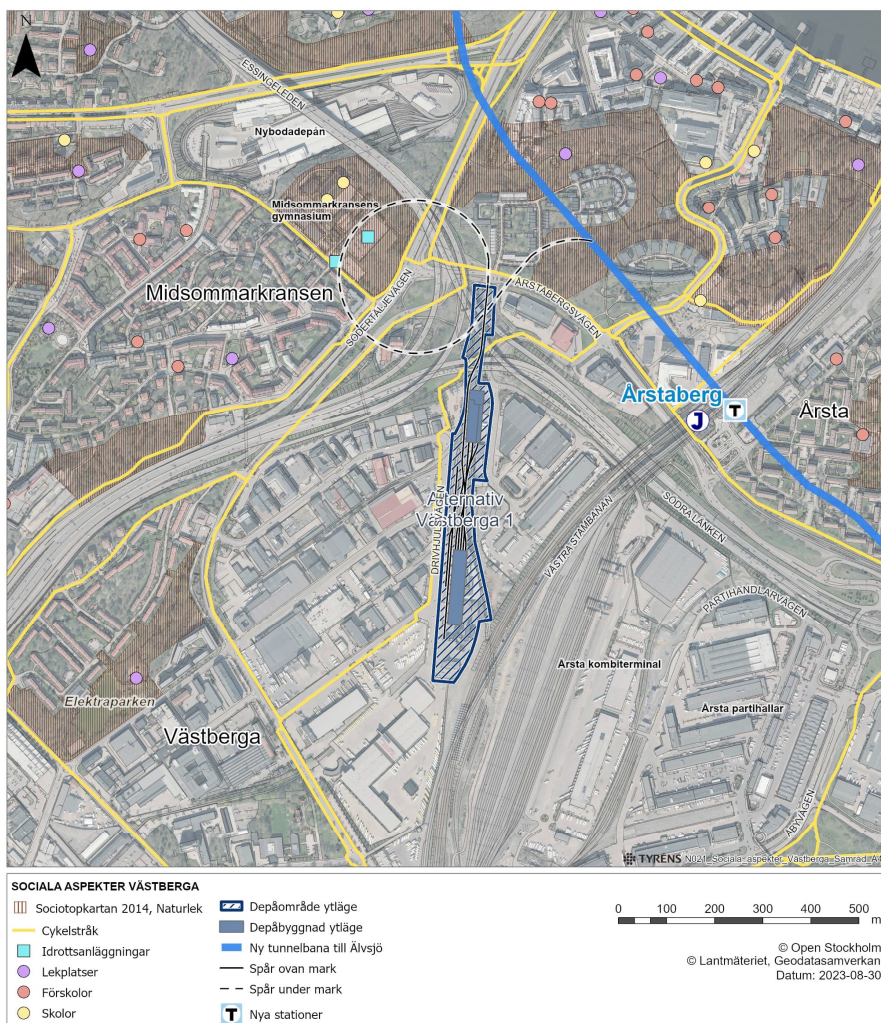 N
ESSINGELEDEN
Nybodadepån
Midsommarkransens
gymnasium
Midsommarkransen
SÖDERTÄLJEVÄGEN
ÅRSTABERGSVÄGEN
Årstaberg
J
T
Årsta
Alternativ
Västberga 1
DRIVHJULSVÄGEN
VÄSTRA STAMBANAN
SÖDRA LÄNKEN
PARTIHANDLARVÄGEN
Årsta kombiterminal
Årsta partihallar
Elektraparken
Västberga
ÅBYVÄGEN
TYRÉNS N021_Sociala_aspekter_Västberga_Samrad_A4
SOCIALA ASPEKTER VÄSTBERGA
Sociotopkartan 2014, Naturlek
Cykelstråk
Idrottsanläggningar
Lekplatser
Förskolor
Skolor
Depåområde ytläge
Depåbyggnad ytläge
Ny tunnelbana till Älvsjö
Spår ovan mark
Spår under mark
T Nya stationer
0 100 200 300 400 500
m
© Open Stockholm
© Lantmäteriet, Geodatasamverkan
Datum: 2023-08-30